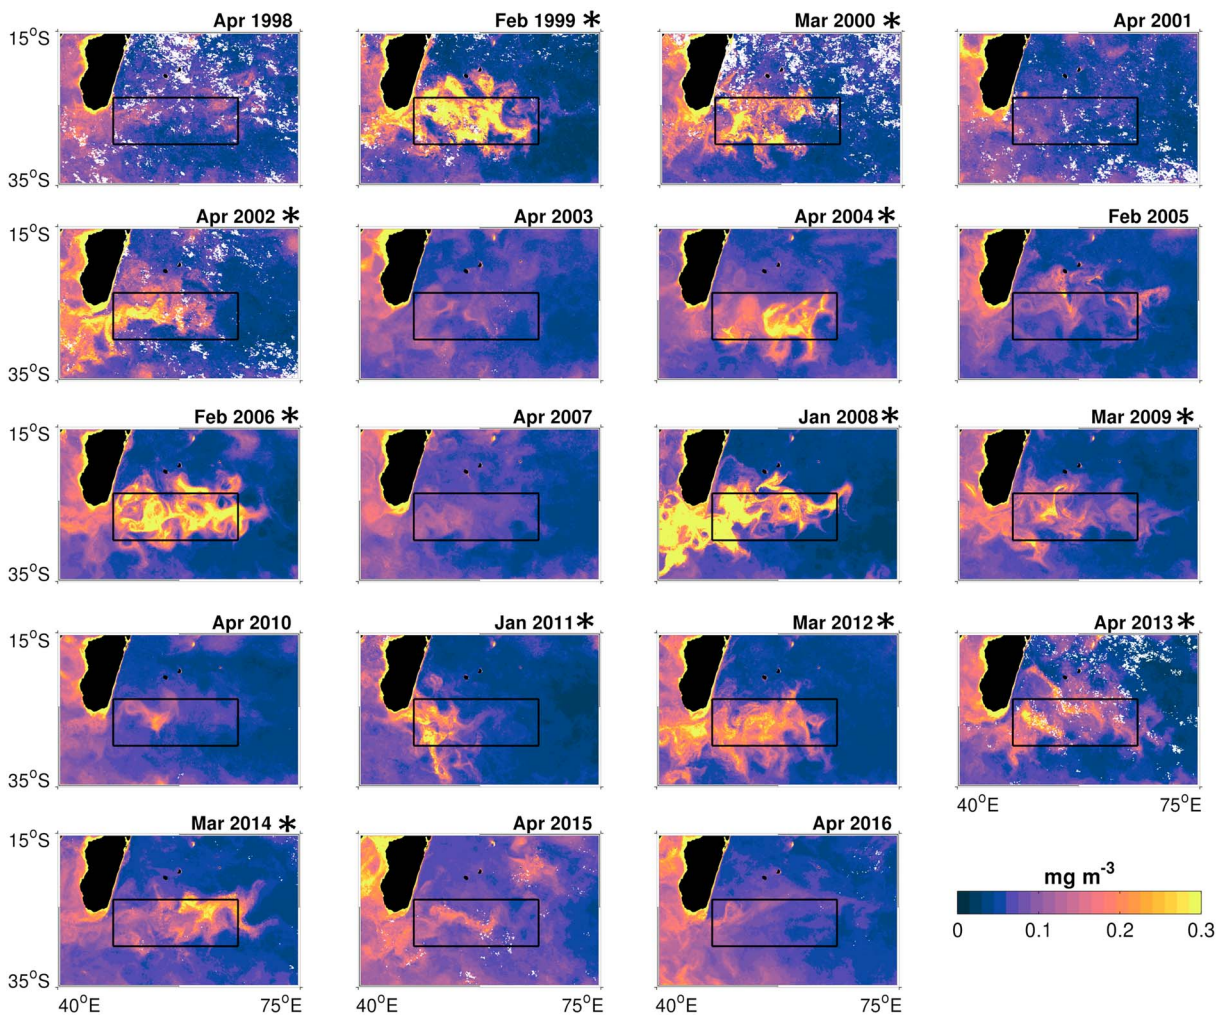 Apr 1998
Feb 1999 *
Mar 2000 *
Apr 2001
15°S
35°S
Apr 2002 *
Apr 2003
Apr 2004 *
Feb 2005
15°S
35°S
Feb 2006 *
Apr 2007
Jan 2008 *
Mar 2009 *
15°S
35°S
Apr 2010
Jan 2011 *
Mar 2012 *
Apr 2013 *
15°S
35°S
40°E 75°E
Mar 2014 *
Apr 2015
Apr 2016
15°S
35°S
40°E 75°E
40°E 75°E
40°E 75°E
mg m⁻³
0 0.1 0.2 0.3